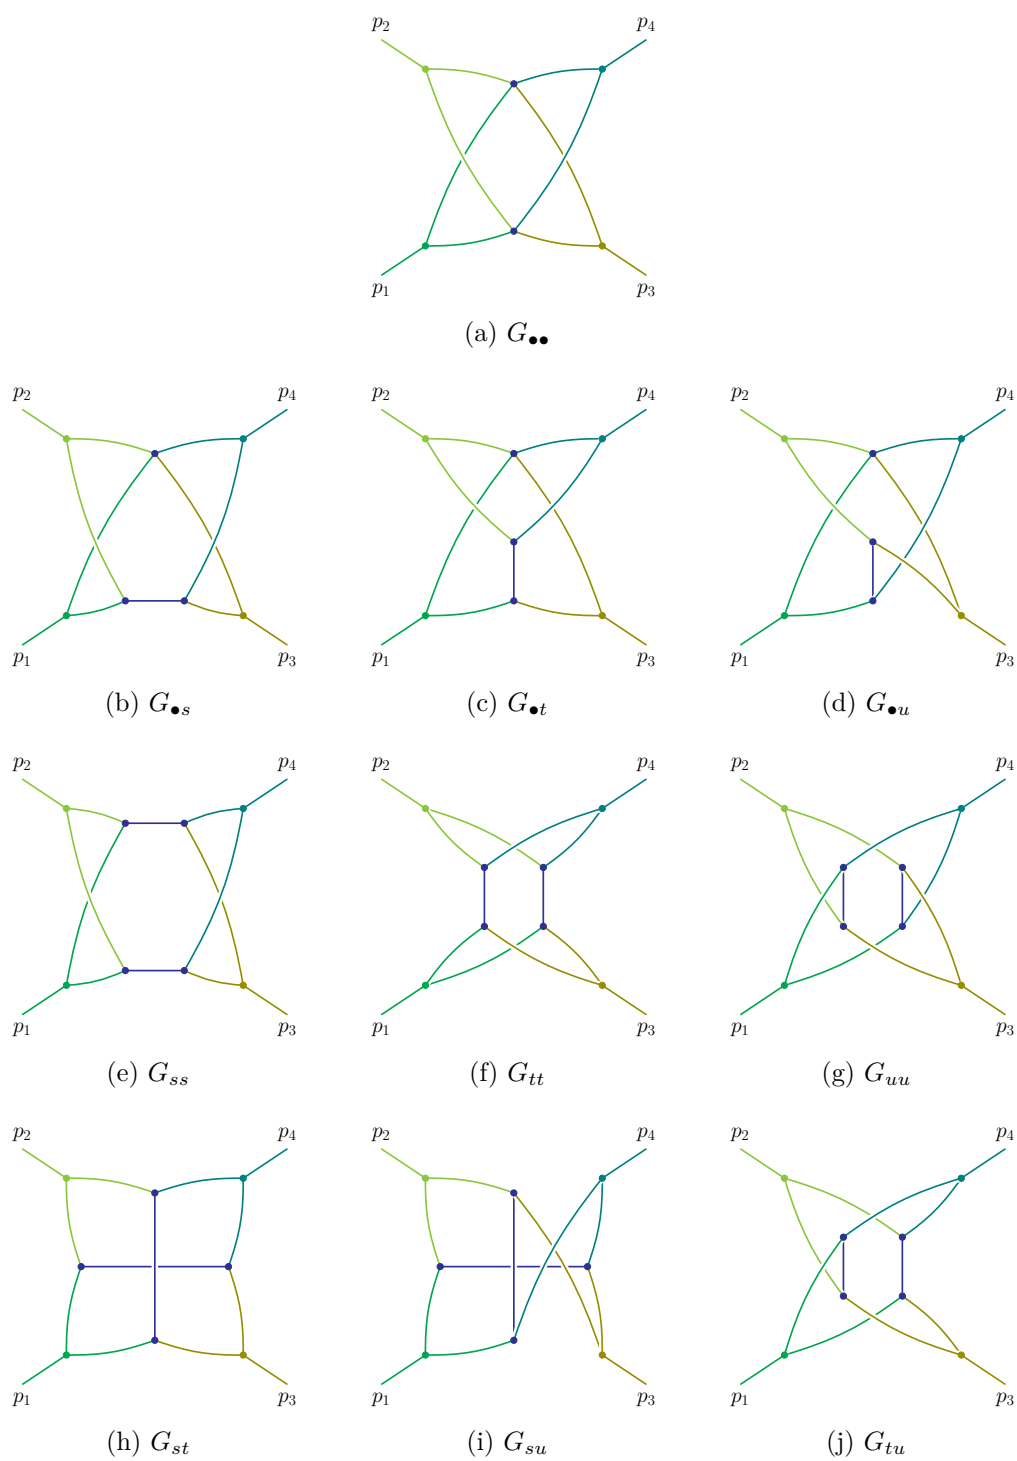 p₂ p₄
p₁ p₃
(a) G●●
p₂ p₄ p₂ p₄ p₂ p₄
p₁ p₃ p₁ p₃ p₁ p₃
(b) G●s (c) G●t (d) G●u
p₂ p₄ p₂ p₄ p₂ p₄
p₁ p₃ p₁ p₃ p₁ p₃
(e) Gss (f) Gtt (g) Guu
p₂ p₄ p₂ p₄ p₂ p₄
p₁ p₃ p₁ p₃ p₁ p₃
(h) Gst (i) Gsu (j) Gtu